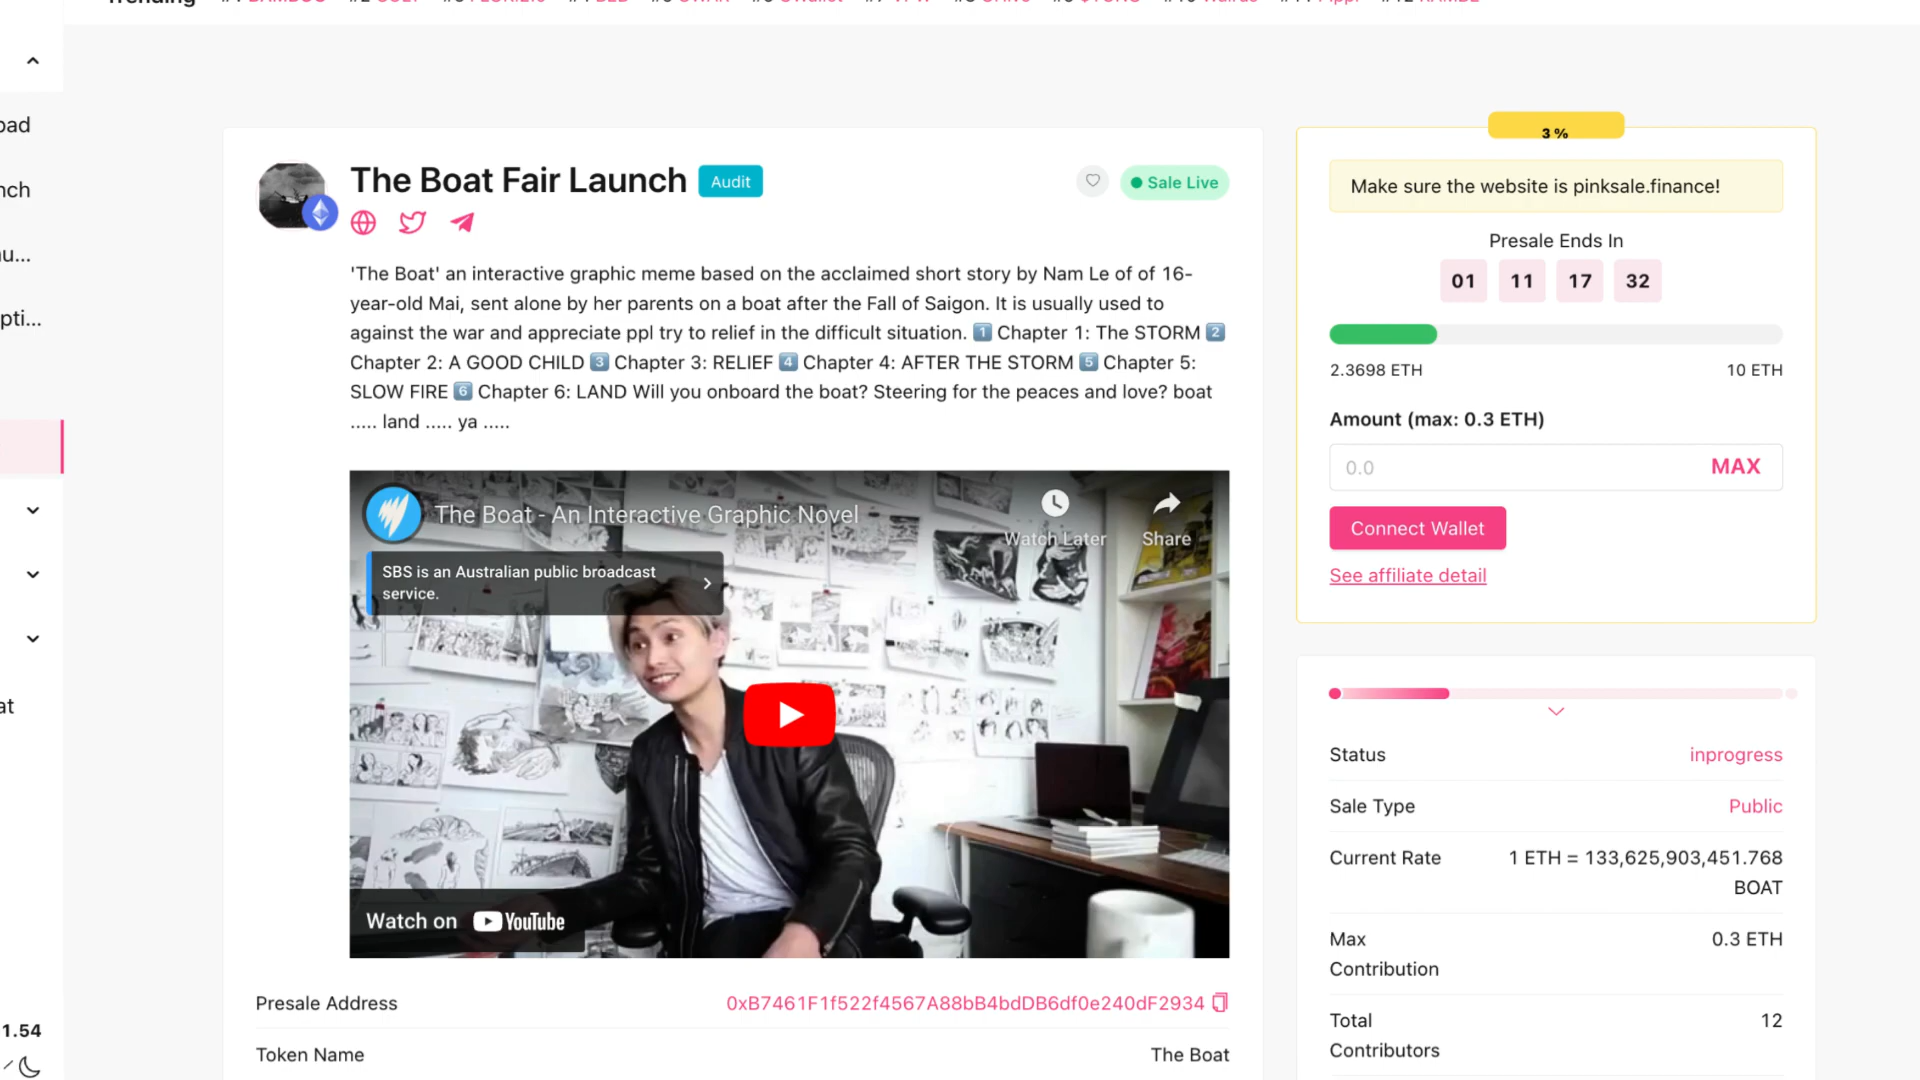 Trending
pad
nch
nu...
pti...
at
1.54
The Boat Fair Launch
Audit
Sale Live
'The Boat' an interactive graphic meme based on the acclaimed short story by Nam Le of of 16-
year-old Mai, sent alone by her parents on a boat after the Fall of Saigon. It is usually used to
against the war and appreciate ppl try to relief in the difficult situation. 1️⃣ Chapter 1: The STORM 2️⃣
Chapter 2: A GOOD CHILD 3️⃣ Chapter 3: RELIEF 4️⃣ Chapter 4: AFTER THE STORM 5️⃣ Chapter 5:
SLOW FIRE 6️⃣ Chapter 6: LAND Will you onboard the boat? Steering for the peaces and love? boat
..... land ..... ya .....
The Boat - An Interactive Graphic Novel
Watch Later
Share
SBS is an Australian public broadcast
service.
Watch on YouTube
Presale Address
0xB7461F1f522f4567A88bB4bdDB6df0e240dF2934
Token Name
The Boat
3 %
Make sure the website is pinksale.finance!
Presale Ends In
01 11 17 32
2.3698 ETH
10 ETH
Amount (max: 0.3 ETH)
0.0
MAX
Connect Wallet
See affiliate detail
Status
inprogress
Sale Type
Public
Current Rate
1 ETH = 133,625,903,451.768
BOAT
Max
Contribution
0.3 ETH
Total
Contributors
12